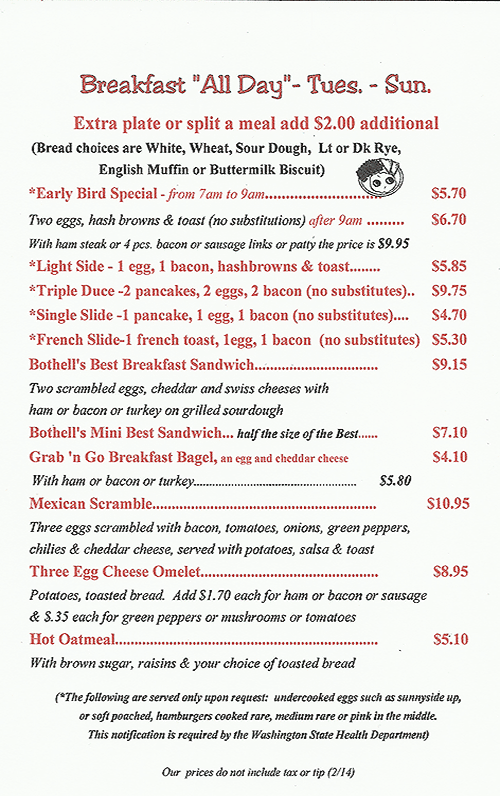 Breakfast "All Day"- Tues. - Sun.
Extra plate or split a meal add $2.00 additional
(Bread choices are White, Wheat, Sour Dough, Lt or Dk Rye,
English Muffin or Buttermilk Biscuit)
*Early Bird Special - from 7am to 9am............................. $5.70
Two eggs, hash browns & toast (no substitutions) after 9am ......... $6.70
With ham steak or 4 pcs. bacon or sausage links or patty the price is $9.95
*Light Side - 1 egg, 1 bacon, hashbrowns & toast........ $5.85
*Triple Duce -2 pancakes, 2 eggs, 2 bacon (no substitutes).. $9.75
*Single Slide -1 pancake, 1 egg, 1 bacon (no substitutes).... $4.70
*French Slide-1 french toast, 1egg, 1 bacon (no substitutes) $5.30
Bothell's Best Breakfast Sandwich............................... $9.15
Two scrambled eggs, cheddar and swiss cheeses with
ham or bacon or turkey on grilled sourdough
Bothell's Mini Best Sandwich... half the size of the Best...... $7.10
Grab 'n Go Breakfast Bagel, an egg and cheddar cheese $4.10
With ham or bacon or turkey...................................................... $5.80
Mexican Scramble......................................................... $10.95
Three eggs scrambled with bacon, tomatoes, onions, green peppers,
chilies & cheddar cheese, served with potatoes, salsa & toast
Three Egg Cheese Omelet............................................. $8.95
Potatoes, toasted bread. Add $1.70 each for ham or bacon or sausage
& $.35 each for green peppers or mushrooms or tomatoes
Hot Oatmeal................................................................... $5.10
With brown sugar, raisins & your choice of toasted bread
(*The following are served only upon request: undercooked eggs such as sunnyside up,
or soft poached, hamburgers cooked rare, medium rare or pink in the middle.
This notification is required by the Washington State Health Department)
Our prices do not include tax or tip (2/14)